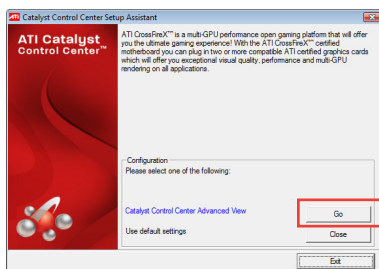 Catalyst Control Center Setup Assistant
ATI Catalyst
Control Center™
ATI CrossFireX™ is a multi-GPU performance open gaming platform that will offer
you the ultimate gaming experience! With the ATI CrossFireX™ certified
motherboard you can plug in two or more compatible ATI certified graphics cards
which will offer you exceptional visual quality, performance and multi-GPU
rendering on all applications.
Configuration
Please select one of the following:
Catalyst Control Center Advanced View
Go
Use default settings
Close
Exit